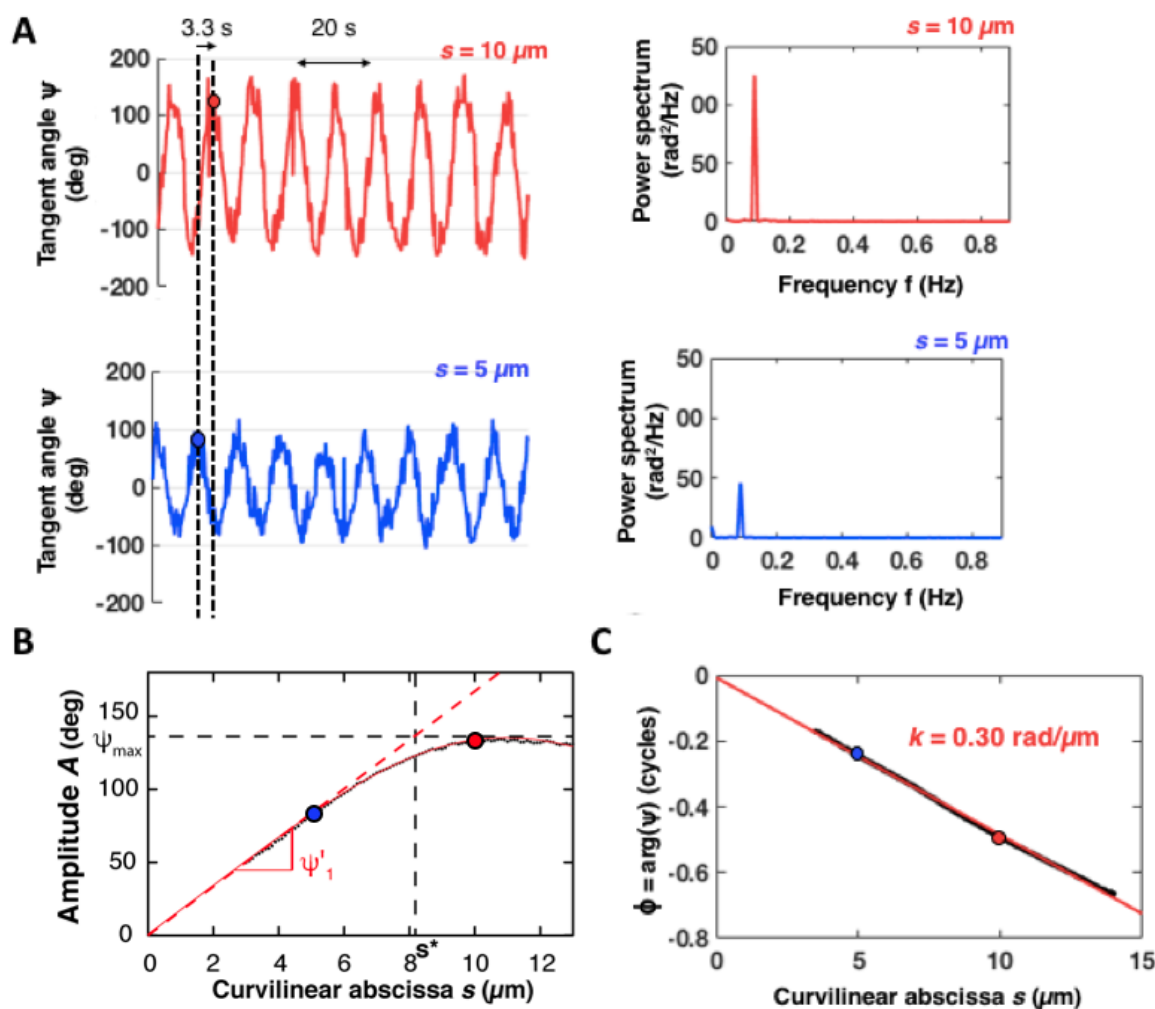 A
3.3 s
20 s
s = 10 µm
200
100
0
-100
-200
Tangent angle ψ
(deg)
s = 10 µm
50
00
50
0
0 0.2 0.4 0.6 0.8
Power spectrum
(rad²/Hz)
Frequency f (Hz)
s = 5 µm
200
100
0
-100
-200
Tangent angle ψ
(deg)
s = 5 µm
50
00
50
0
0 0.2 0.4 0.6 0.8
Power spectrum
(rad²/Hz)
Frequency f (Hz)
B
150
ψmax
100
50
0
Amplitude A (deg)
ψ'1
0 2 4 6 8 s* 10 12
Curvilinear abscissa s (µm)
C
0
-0.2
-0.4
-0.6
-0.8
ϕ = arg(ψ) (cycles)
k = 0.30 rad/µm
0 5 10 15
Curvilinear abscissa s (µm)